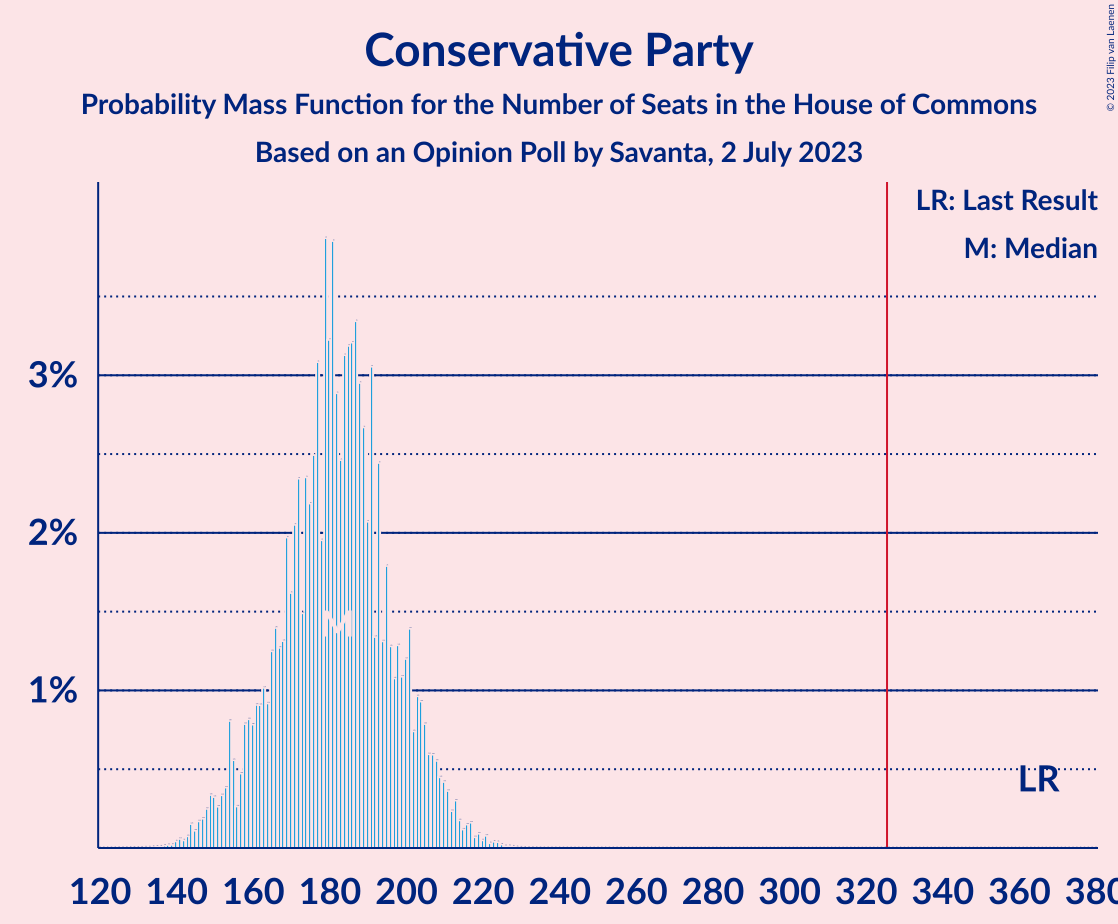 Conservative Party
Probability Mass Function for the Number of Seats in the House of Commons
Based on an Opinion Poll by Savanta, 2 July 2023
© 2023 Filip van Laenen
LR: Last Result
M: Median
3%
2%
1%
M
LR
120 140 160 180 200 220 240 260 280 300 320 340 360 380